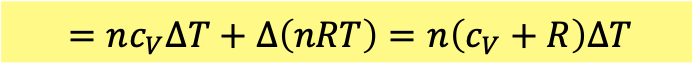 = nc_VΔT + Δ(nRT) = n(c_V + R)ΔT